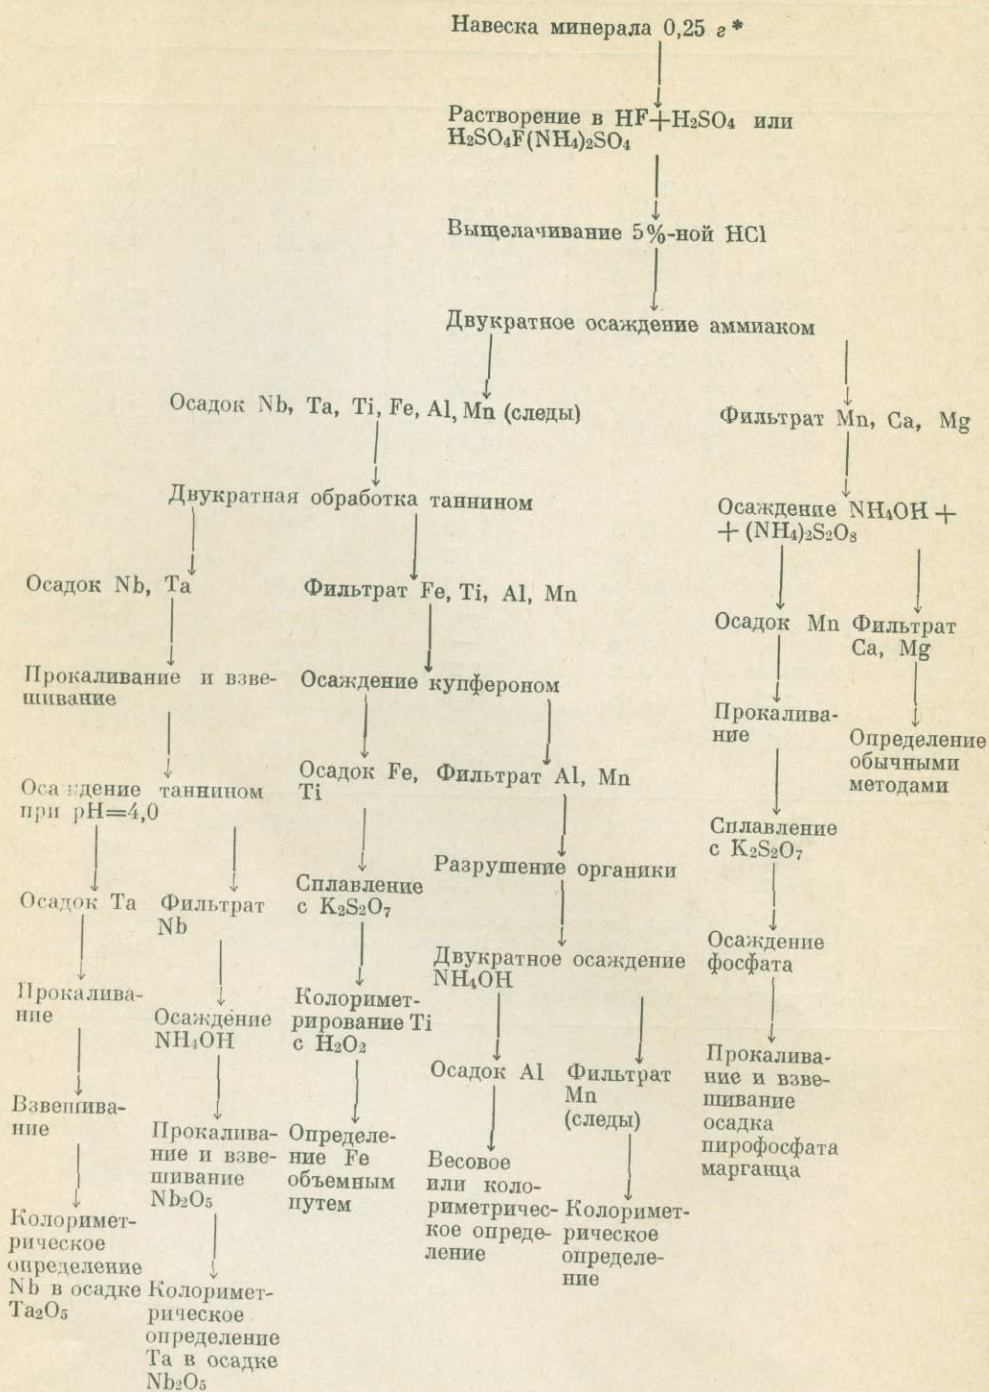 Навеска минерала 0,25 г *
Растворение в HF+H₂SO₄ или
H₂SO₄F(NH₄)₂SO₄
Выщелачивание 5%-ной HCl
Двукратное осаждение аммиаком
Осадок Nb, Ta, Ti, Fe, Al, Mn (следы)
Двукратная обработка таннином
Осадок Nb, Ta
Прокаливание и взве-
шивание
Осаждение таннином
при pH=4,0
Осадок Ta
Прокалива-
ние
Взвешива-
ние
Колоримет-
рическое
определение
Nb в осадке
Ta₂O₅
Фильтрат
Nb
Осаждение
NH₄OH
Прокалива-
ние и взве-
шивание
Nb₂O₅
Колоримет-
рическое
определение
Ta в осадке
Nb₂O₅
Фильтрат Fe, Ti, Al, Mn
Осаждение купфероном
Осадок Fe,
Ti
Сплавление
с K₂S₂O₇
Колоримет-
рирование Ti
с H₂O₂
Определе-
ние Fe
объемным
путем
Фильтрат Al, Mn
Разрушение органики
Двукратное осаждение
NH₄OH
Осадок Al
Весовое
или коло-
риметричес-
кое опреде-
ление
Фильтрат
Mn
(следы)
Колоримет-
рическое
определе-
ние
Фильтрат Mn, Ca, Mg
Осаждение NH₄OH +
+ (NH₄)₂S₂O₈
Осадок Mn
Прокалива-
ние
Сплавление
с K₂S₂O₇
Осаждение
фосфата
Прокалива-
ние и взве-
шивание
осадка
пирофосфата
марганца
Фильтрат
Ca, Mg
Определение
обычными
методами